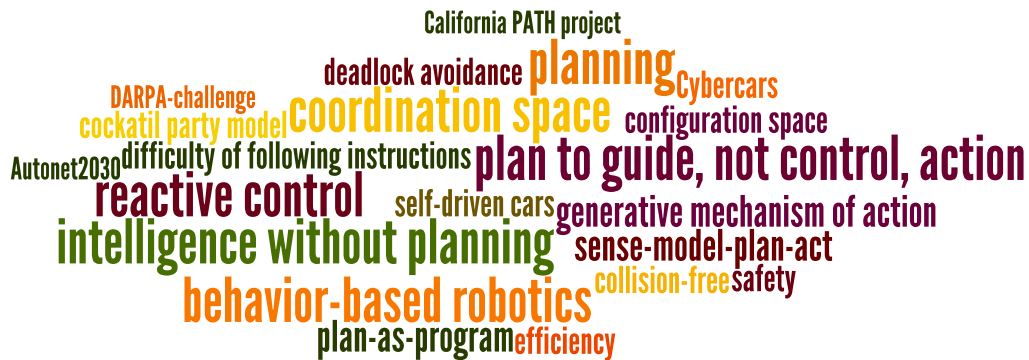 California PATH project
deadlock avoidance
planning
Cybercars
DARPA-challenge
coordination space
cockatil party model
configuration space
Autonet2030
difficulty of following instructions
plan to guide, not control, action
reactive control
self-driven cars
generative mechanism of action
intelligence without planning
sense-model-plan-act
collision-free
safety
behavior-based robotics
plan-as-program
efficiency